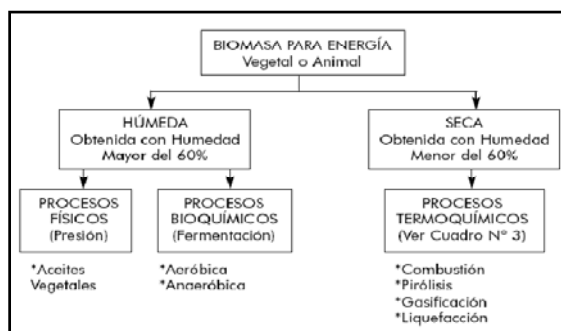 BIOMASA PARA ENERGÍA
Vegetal o Animal
HÚMEDA
Obtenida con Humedad
Mayor del 60%
SECA
Obtenida con Humedad
Menor del 60%
PROCESOS
FÍSICOS
(Presión)
PROCESOS
BIOQUÍMICOS
(Fermentación)
PROCESOS
TERMOQUÍMICOS
(Ver Cuadro Nº 3)
*Aceites
Vegetales
*Aeróbica
*Anaeróbica
*Combustión
*Pirólisis
*Gasificación
*Liquefacción